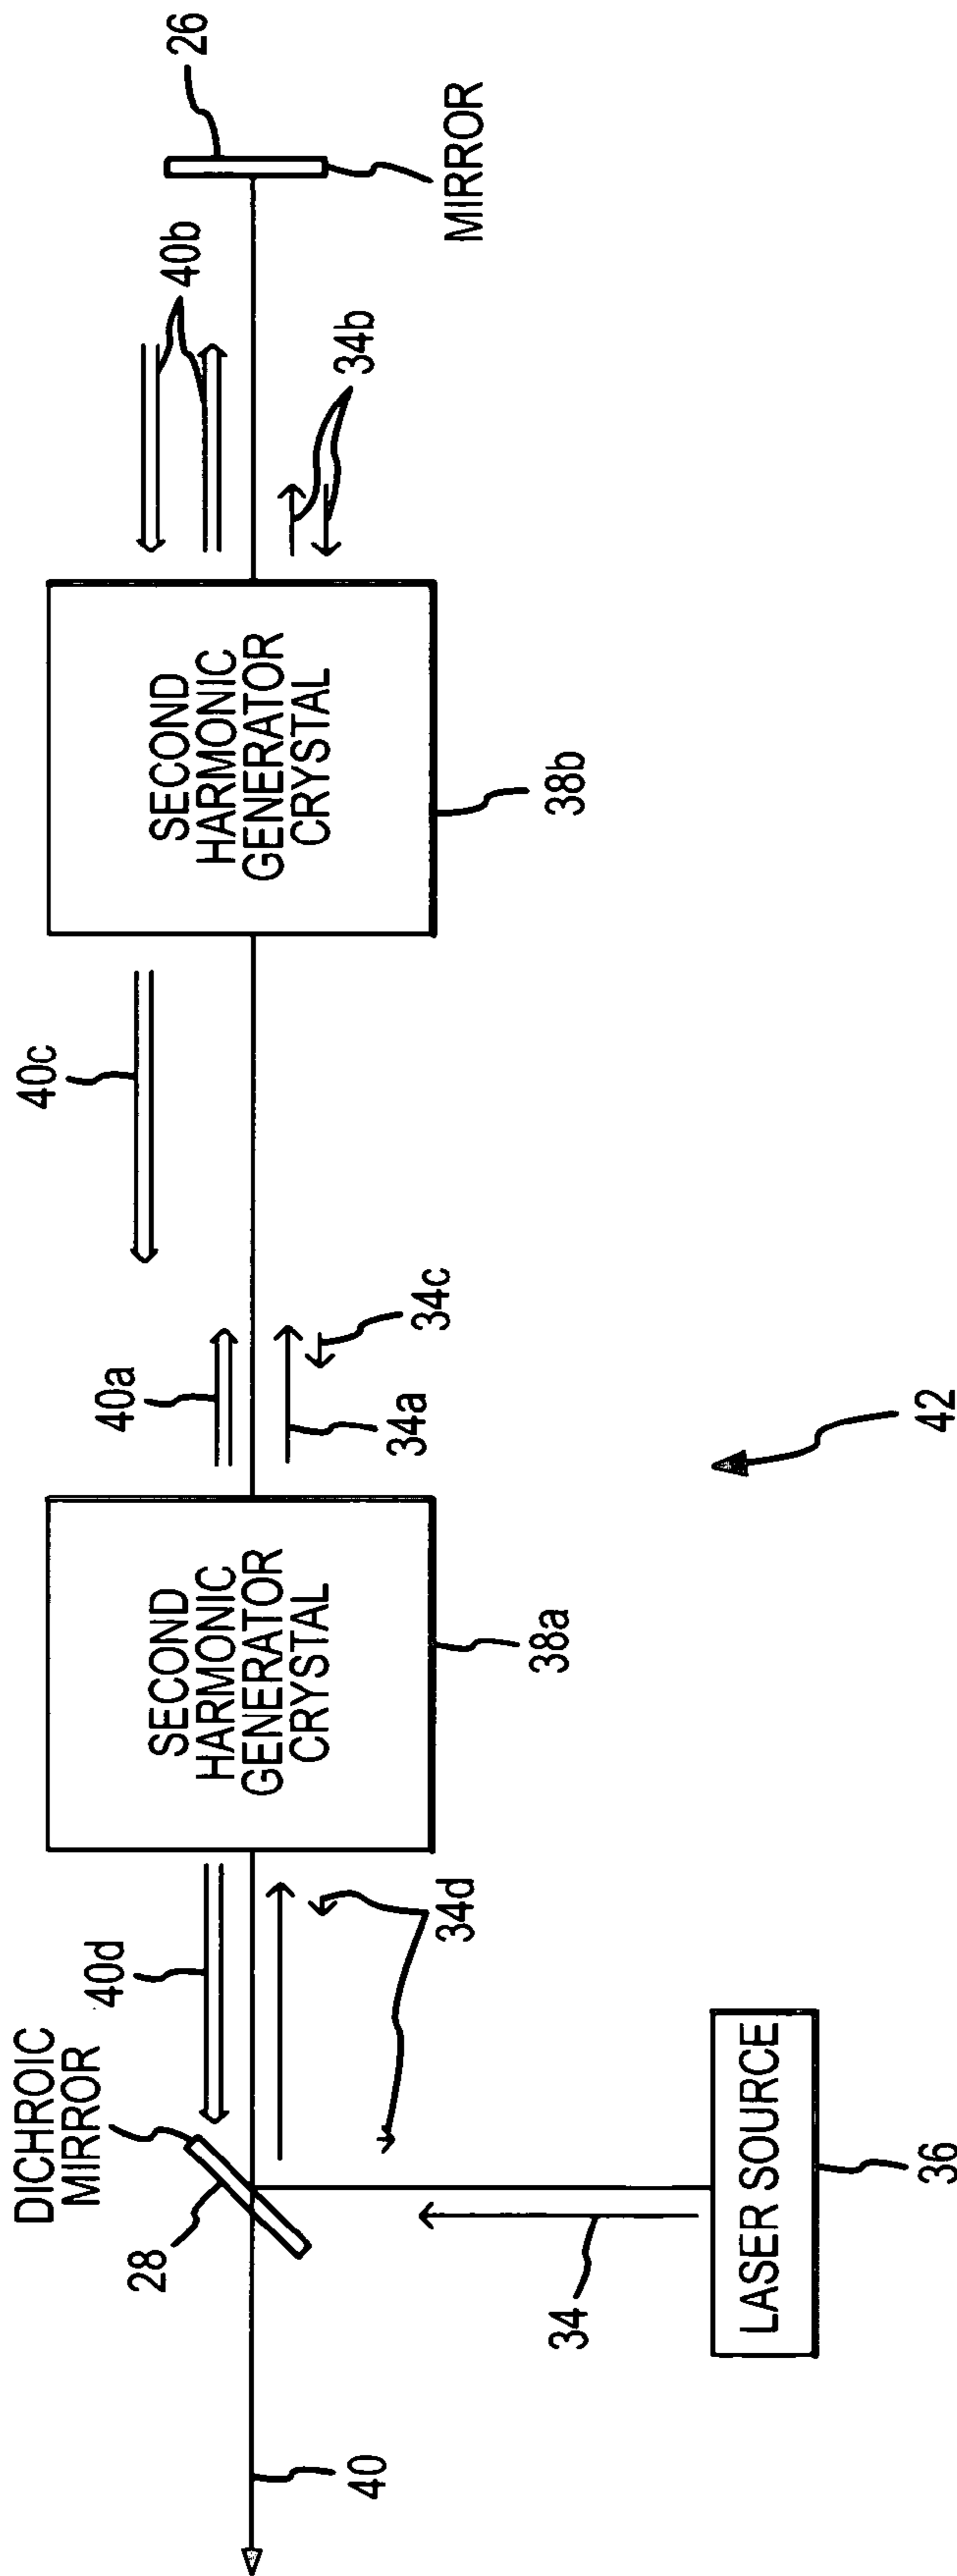 DICHROIC
MIRROR
28
40
40d
34d
34
LASER SOURCE
36
SECOND
HARMONIC
GENERATOR
CRYSTAL
38a
40a
34a
34c
40c
42
SECOND
HARMONIC
GENERATOR
CRYSTAL
38b
40b
34b
26
MIRROR